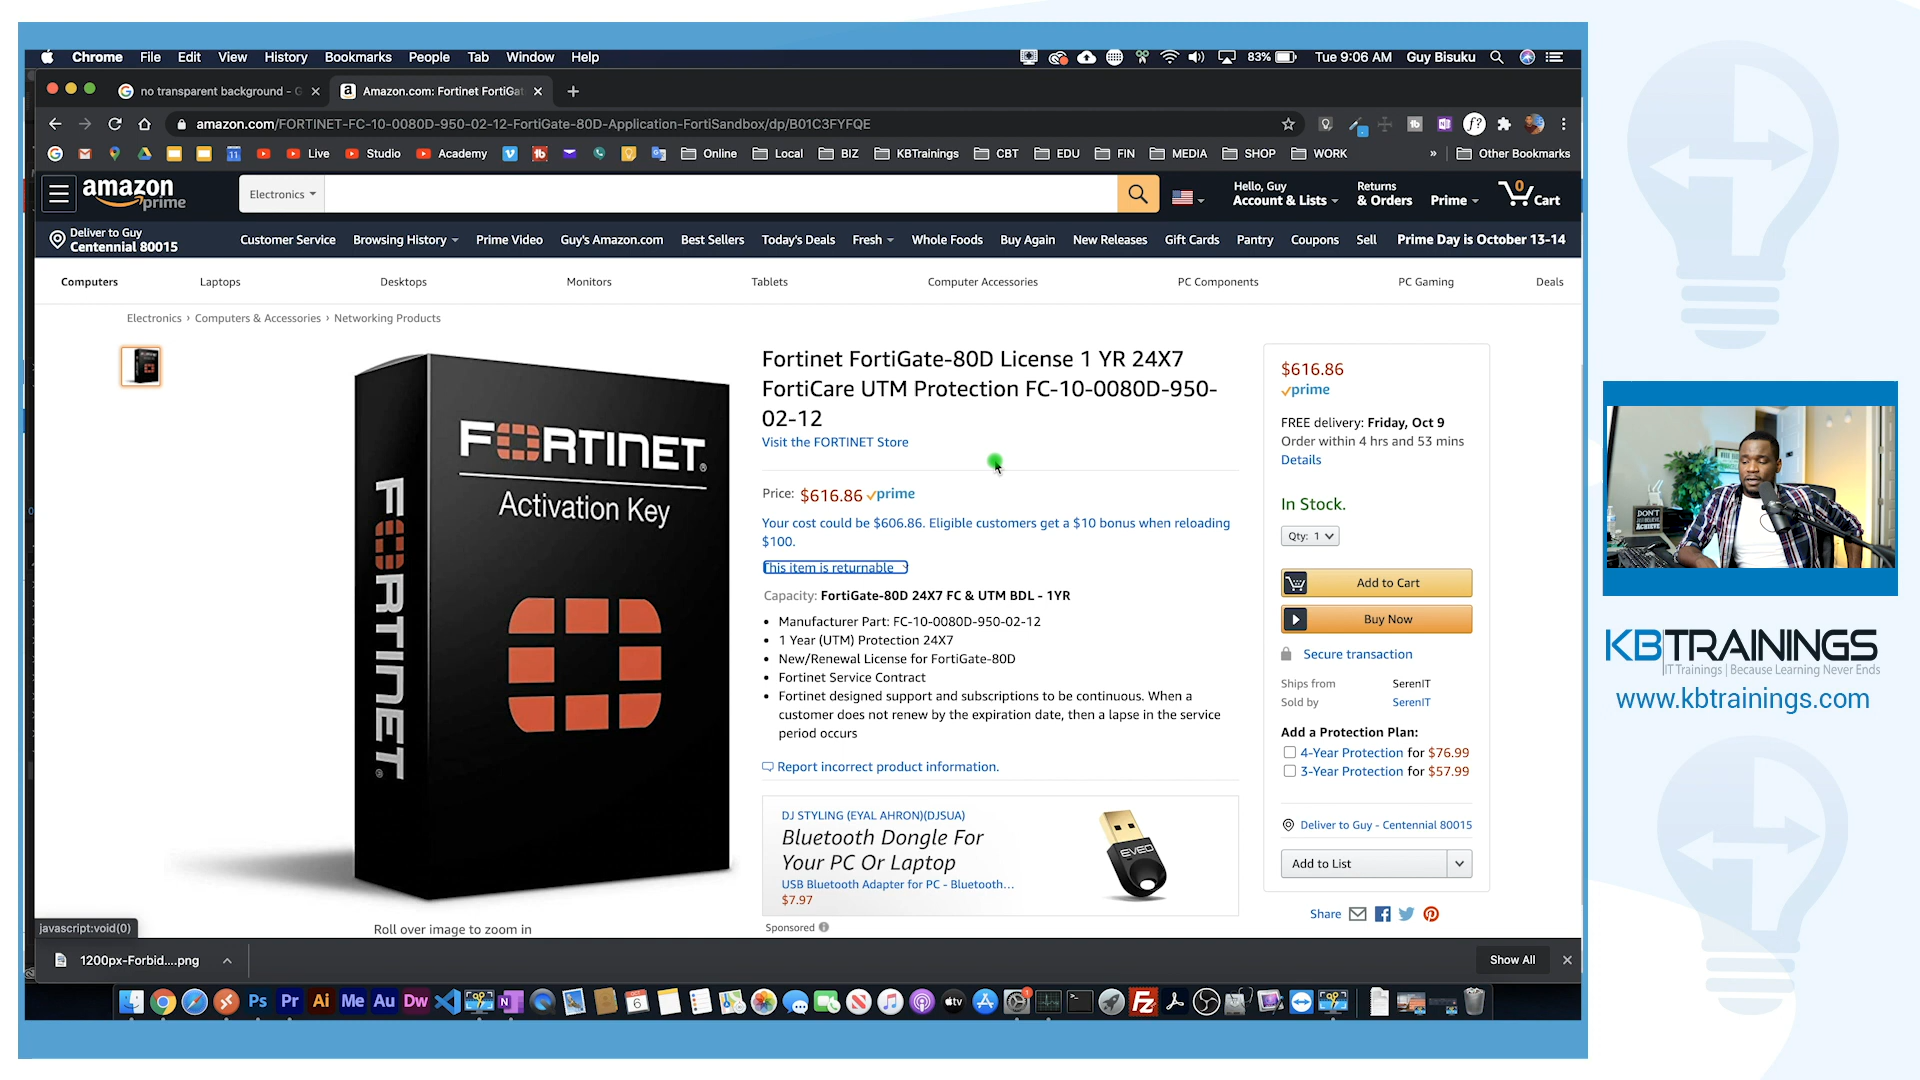 Chrome File Edit View History Bookmarks People Tab Window Help 83% Tue 9:06 AM Guy Bisuku
no transparent background - G Amazon.com: Fortinet FortiGat
amazon.com/FORTINET-FC-10-0080D-950-02-12-FortiGate-80D-Application-FortiSandbox/dp/B01C3FYFQE
Live Studio Academy Online Local BIZ KBTrainings CBT EDU FIN MEDIA SHOP WORK » Other Bookmarks
amazon prime
Electronics
Hello, Guy
Account & Lists
Returns
& Orders
Prime
0
Cart
Deliver to Guy
Centennial 80015
Customer Service Browsing History Prime Video Guy's Amazon.com Best Sellers Today's Deals Fresh Whole Foods Buy Again New Releases Gift Cards Pantry Coupons Sell Prime Day is October 13-14
Computers Laptops Desktops Monitors Tablets Computer Accessories PC Components PC Gaming Deals
Electronics › Computers & Accessories › Networking Products
FORTINET®
Activation Key
FORTINET®
Roll over image to zoom in
Fortinet FortiGate-80D License 1 YR 24X7
FortiCare UTM Protection FC-10-0080D-950-
02-12
Visit the FORTINET Store
Price: $616.86 prime
Your cost could be $606.86. Eligible customers get a $10 bonus when reloading
$100.
This item is returnable
Capacity: FortiGate-80D 24X7 FC & UTM BDL - 1YR
• Manufacturer Part: FC-10-0080D-950-02-12
• 1 Year (UTM) Protection 24X7
• New/Renewal License for FortiGate-80D
• Fortinet Service Contract
• Fortinet designed support and subscriptions to be continuous. When a
customer does not renew by the expiration date, then a lapse in the service
period occurs
Report incorrect product information.
DJ STYLING (EYAL AHRON)(DJSUA)
Bluetooth Dongle For
Your PC Or Laptop
USB Bluetooth Adapter for PC - Bluetooth...
$7.97
EVEO
Sponsored
$616.86
prime
FREE delivery: Friday, Oct 9
Order within 4 hrs and 53 mins
Details
In Stock.
Qty: 1
Add to Cart
Buy Now
Secure transaction
Ships from SerenIT
Sold by SerenIT
Add a Protection Plan:
4-Year Protection for $76.99
3-Year Protection for $57.99
Deliver to Guy - Centennial 80015
Add to List
Share
javascript:void(0)
1200px-Forbid....png
Show All
Ps Pr Ai Me Au Dw
DON'T
ACHIEVE
KBTRAININGS
IT Trainings | Because Learning Never Ends
www.kbtrainings.com